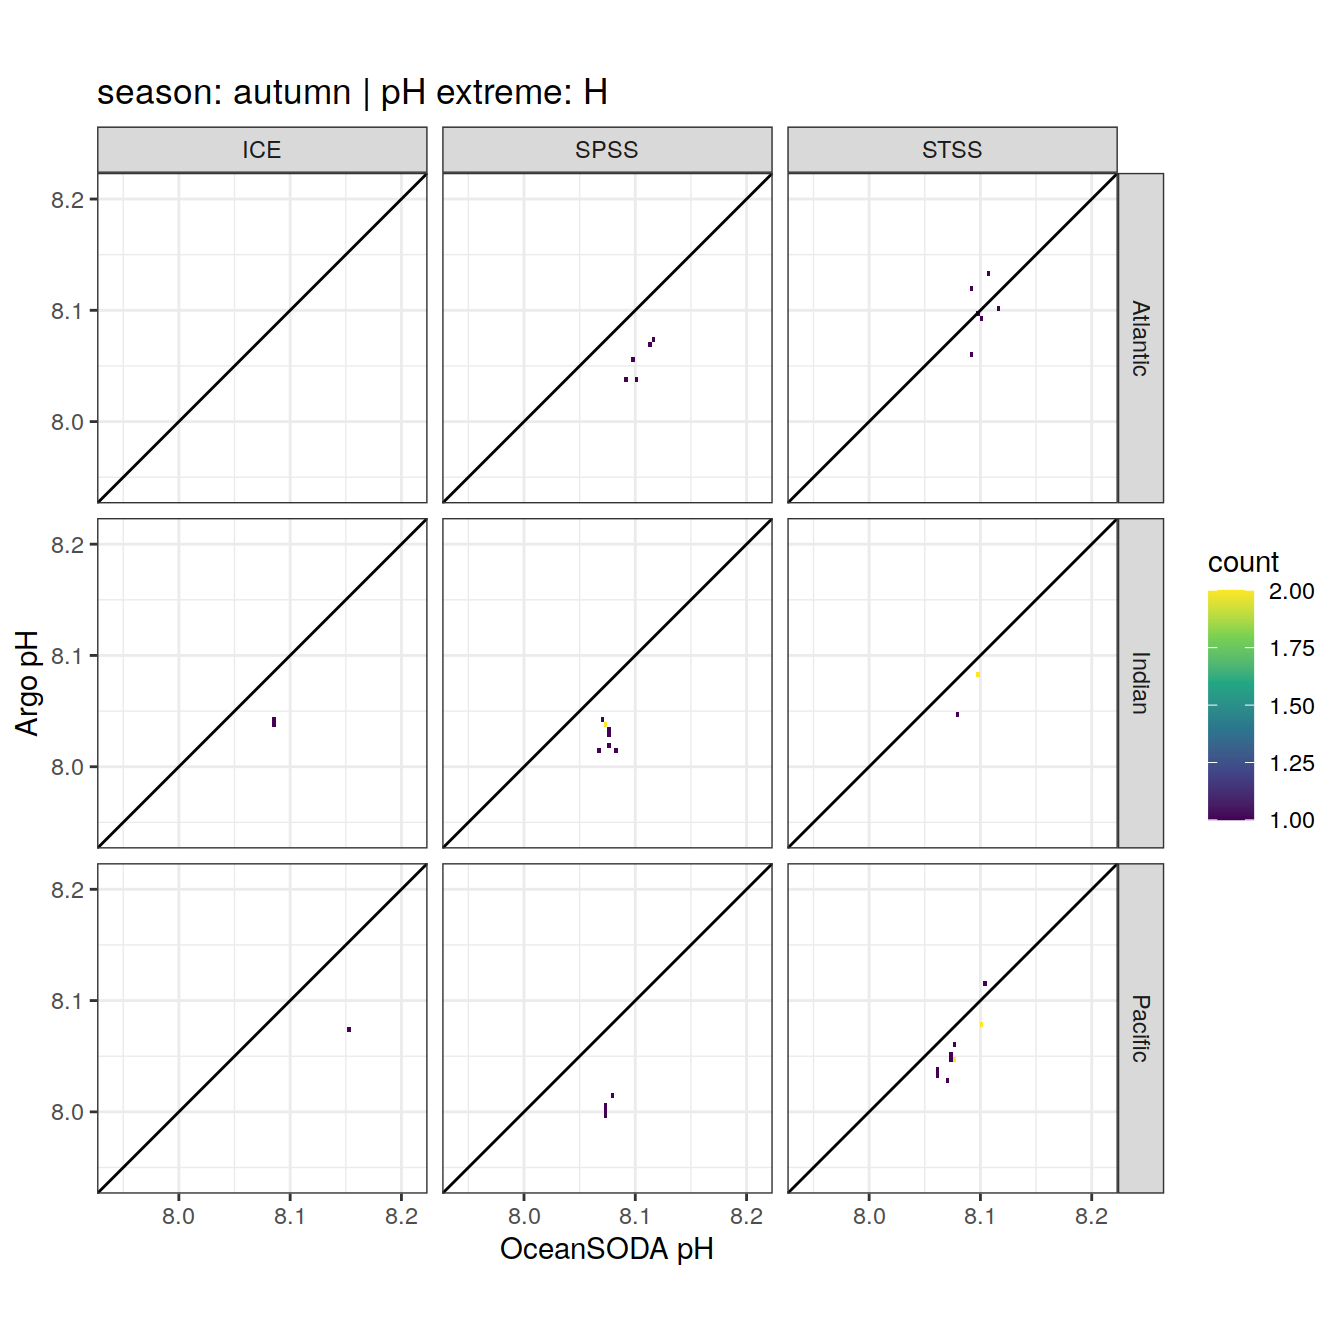 season: autumn | pH extreme: H
ICE SPSS STSS
8.2
8.1
8.0
Atlantic
8.2
8.1
8.0
Indian
8.2
8.1
8.0
Pacific
Argo pH
8.0 8.1 8.2 8.0 8.1 8.2 8.0 8.1 8.2
OceanSODA pH
count
2.00
1.75
1.50
1.25
1.00